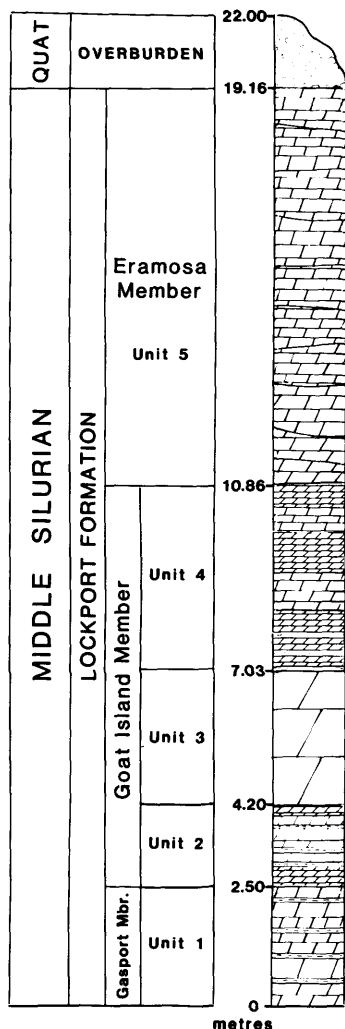 22.00
QUAT
OVERBURDEN
19.16
MIDDLE SILURIAN
LOCKPORT FORMATION
Eramosa
Member
Unit 5
10.86
Goat Island Member
Unit 4
7.03
Unit 3
4.20
Unit 2
2.50
Gasport Mbr.
Unit 1
0
metres